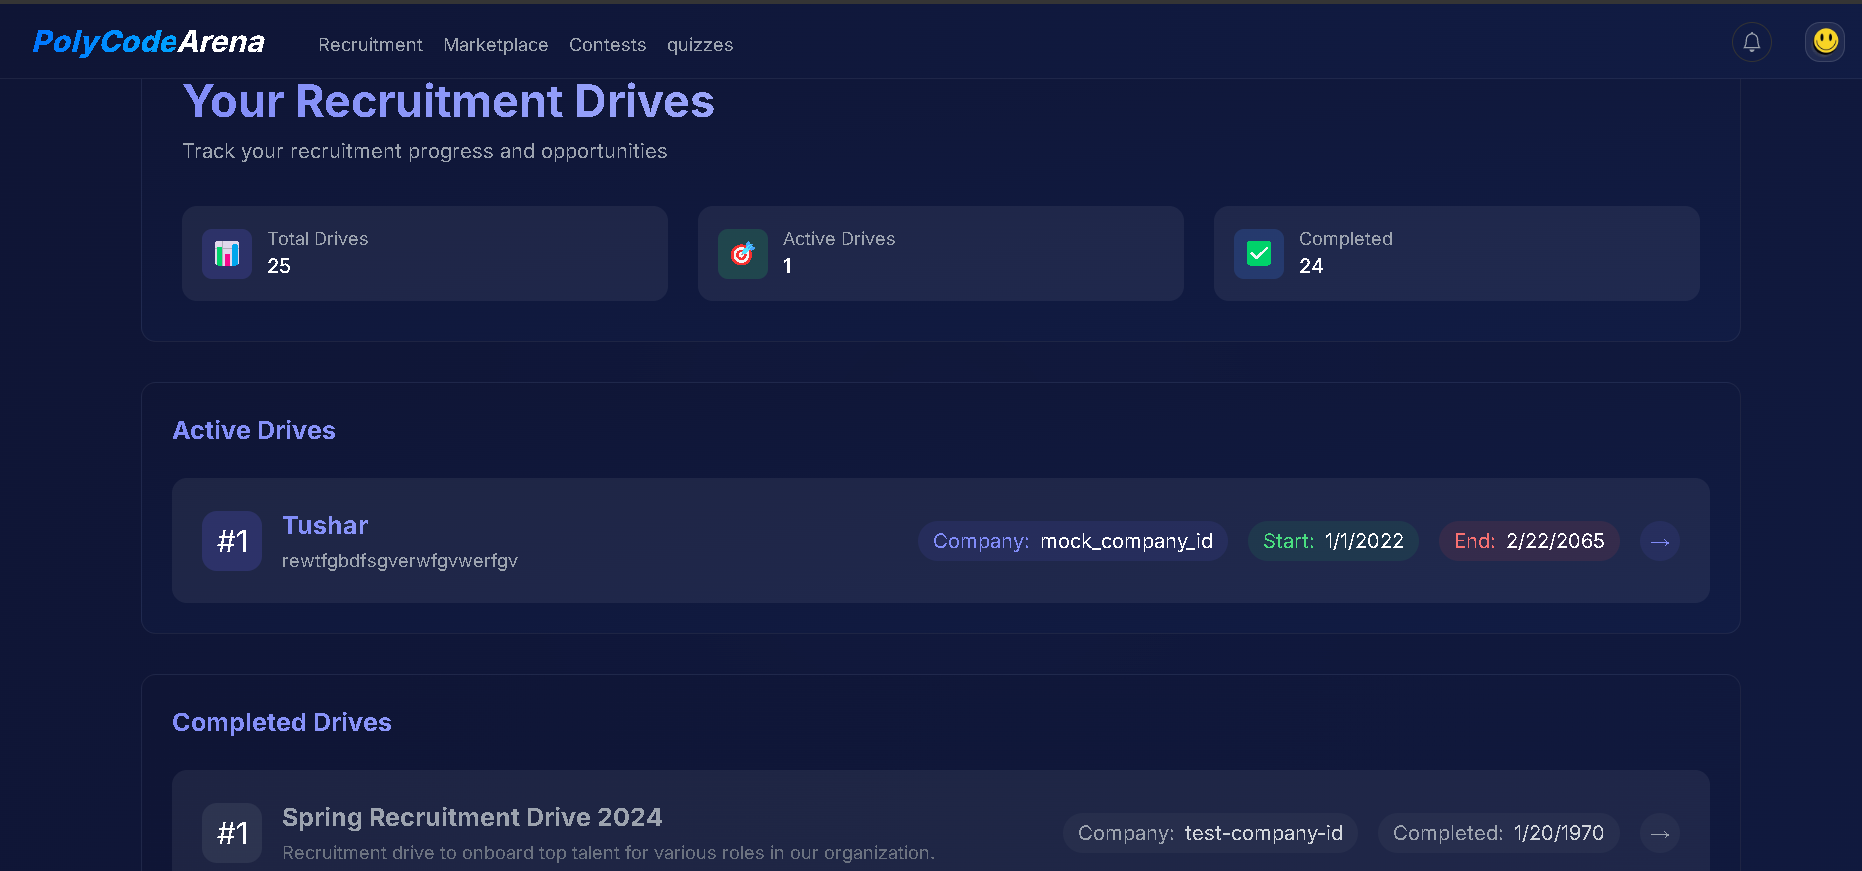 PolyCodeArena Recruitment Marketplace Contests quizzes
Your Recruitment Drives
Track your recruitment progress and opportunities
Total Drives
25
Active Drives
1
Completed
24
Active Drives
#1
Tushar
rewtfgbdfsgverwfgvwerfgv
Company: mock_company_id
Start: 1/1/2022
End: 2/22/2065
→
Completed Drives
#1
Spring Recruitment Drive 2024
Recruitment drive to onboard top talent for various roles in our organization.
Company: test-company-id
Completed: 1/20/1970
→